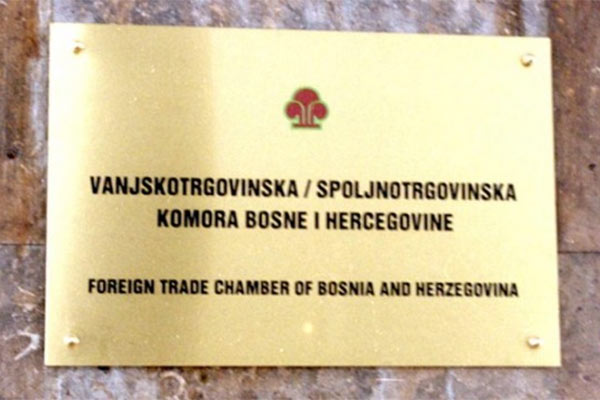 VANJSKOTRGOVINSKA / SPOLJNOTRGOVINSKA
KOMORA BOSNE I HERCEGOVINE
FOREIGN TRADE CHAMBER OF BOSNIA AND HERZEGOVINA